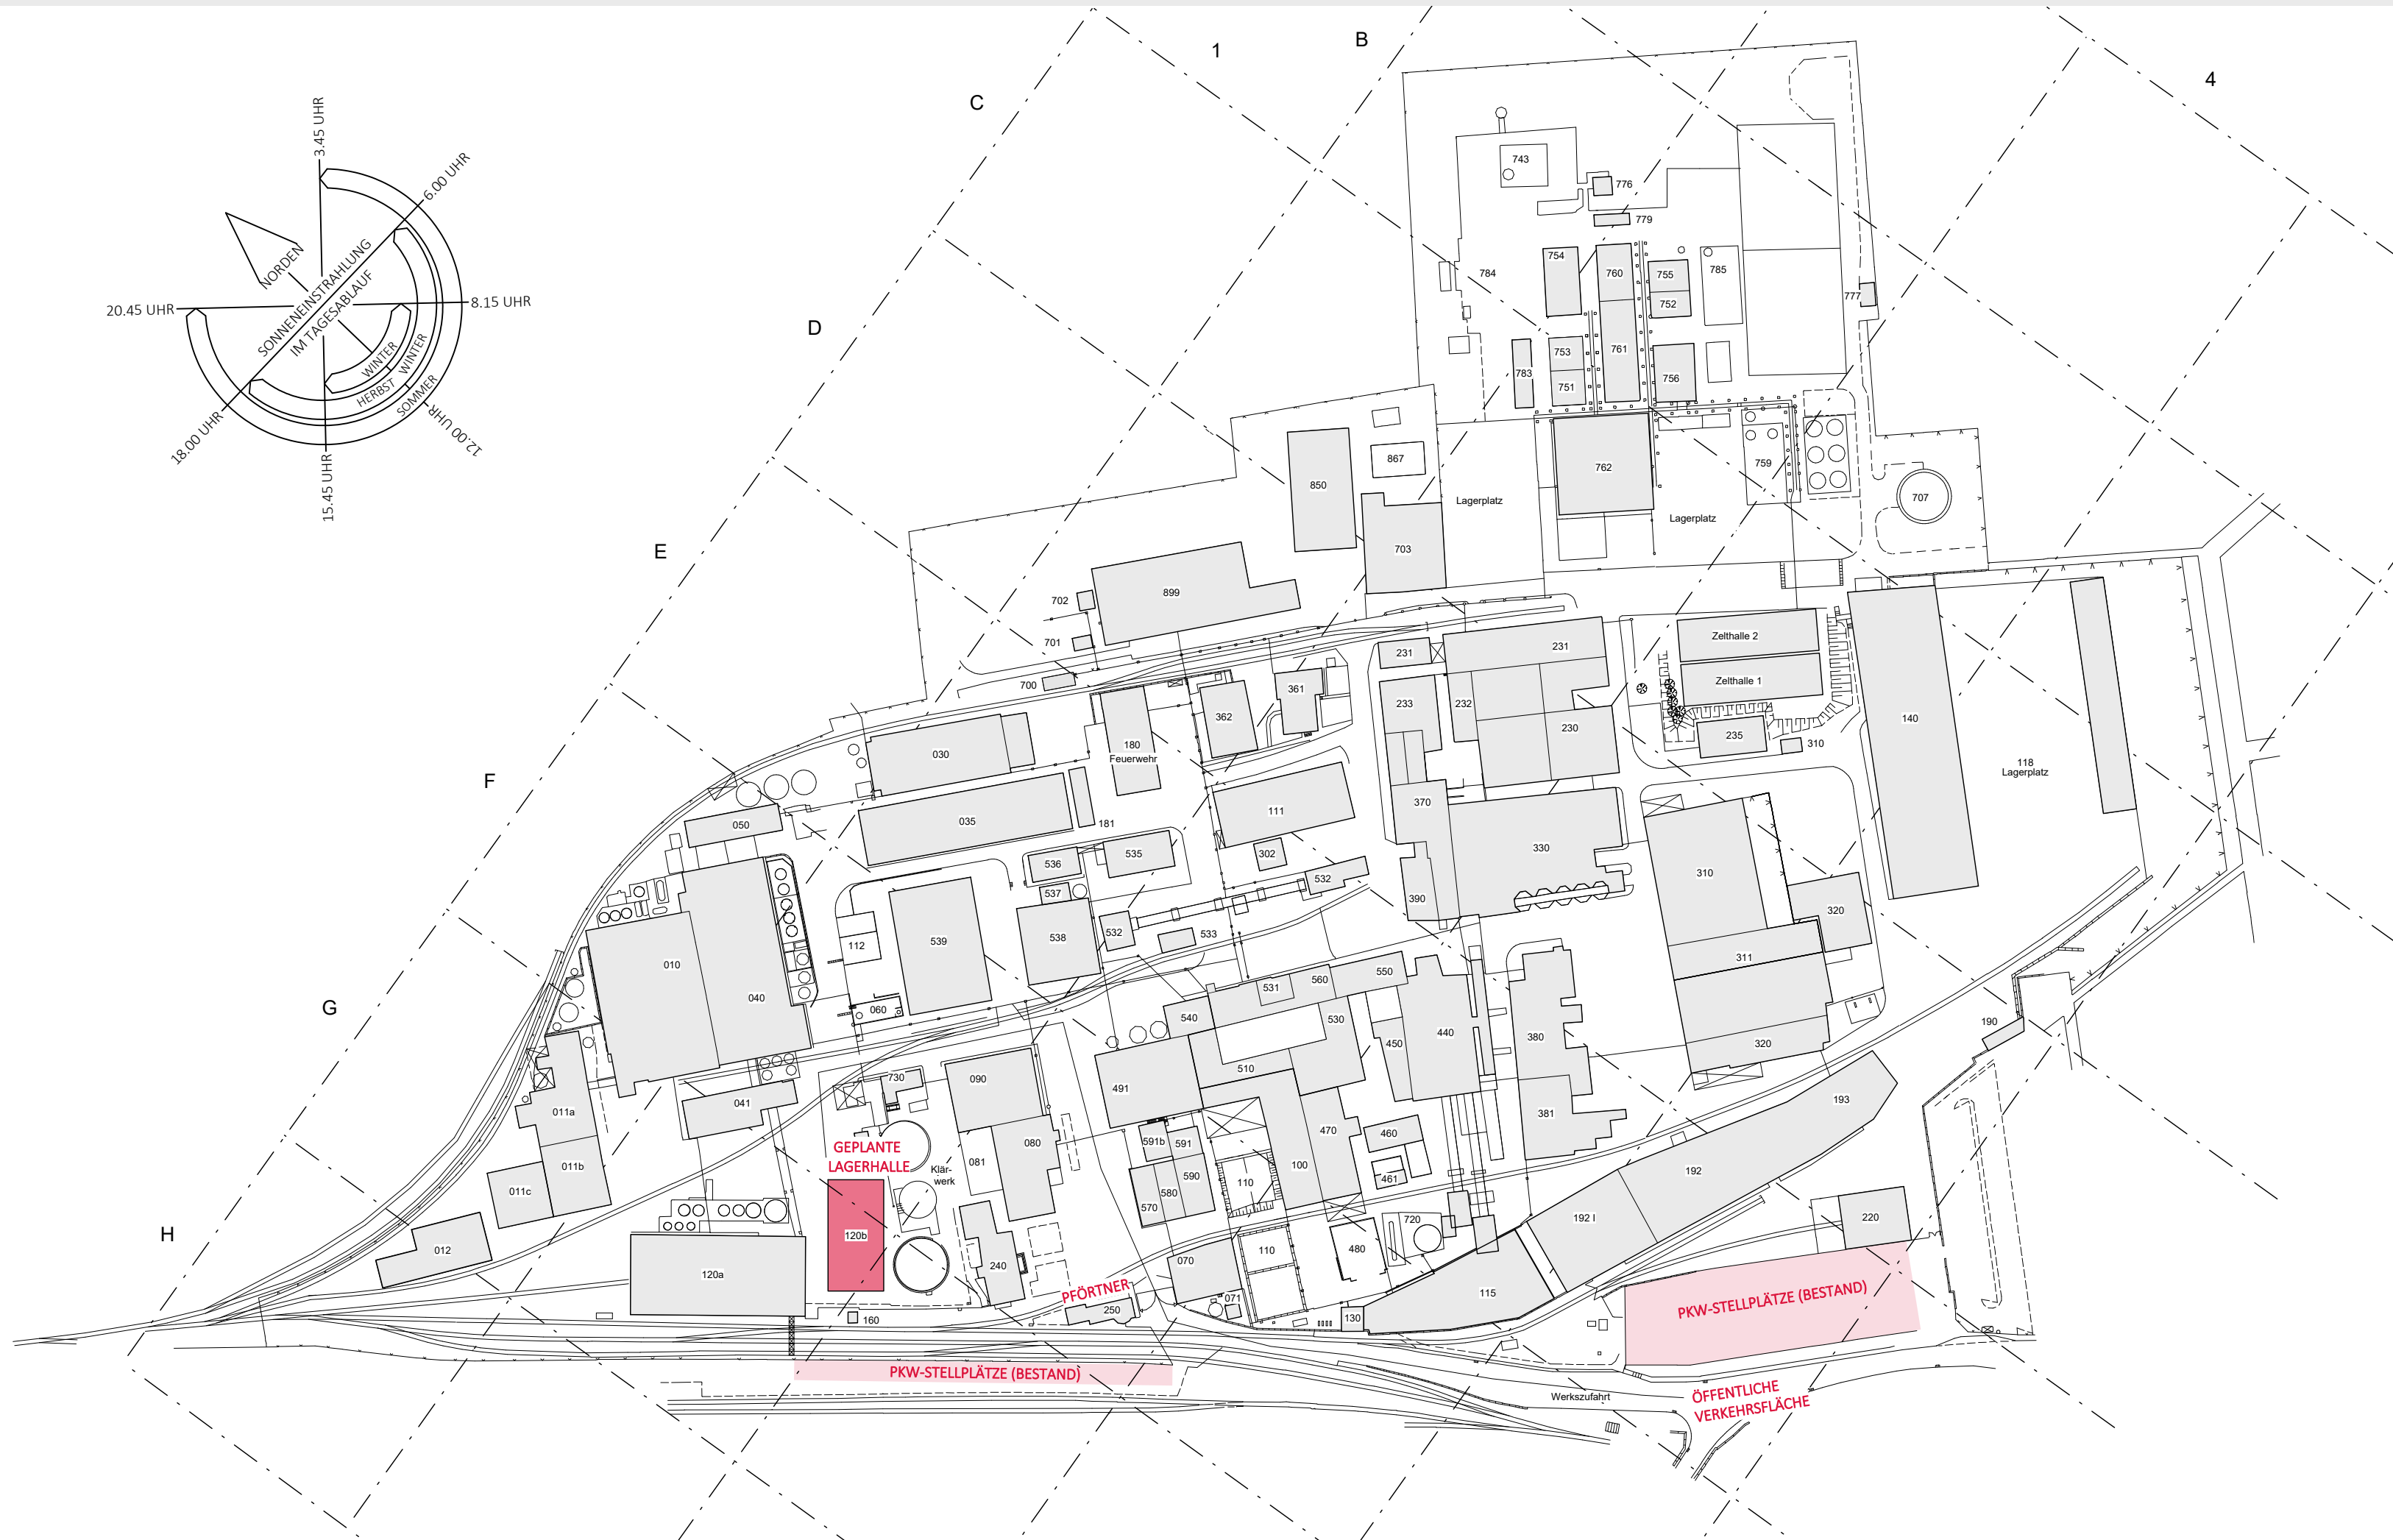 1
B
4
C
D
E
F
G
H
3.45 UHR
6.00 UHR
8.15 UHR
12.00 UHR
15.45 UHR
18.00 UHR
20.45 UHR
NORDEN
SONNENEINSTRAHLUNG
IM TAGESABLAUF
WINTER
HERBST WINTER
SOMMER
743
776
779
784
754
760
755
752
785
777
753
751
783
761
756
762
759
707
850
867
703
Lagerplatz
Lagerplatz
899
702
701
700
231
231
233
232
230
Zelthalle 2
Zelthalle 1
235
310
140
118
Lagerplatz
361
362
180
Feuerwehr
030
035
181
050
111
302
370
330
390
310
311
320
320
536
535
537
538
532
532
533
539
112
060
010
040
041
011a
011b
011c
012
531
560
550
540
530
510
491
450
440
380
381
190
193
192
192 I
730
090
080
081
GEPLANTE
LAGERHALLE
Klär-
werk
120b
120a
160
240
591b
591
590
580
570
110
100
470
460
461
720
480
110
070
071
130
115
220
PFÖRTNER
250
PKW-STELLPLÄTZE (BESTAND)
PKW-STELLPLÄTZE (BESTAND)
Werkszufahrt
ÖFFENTLICHE
VERKEHRSFLÄCHE